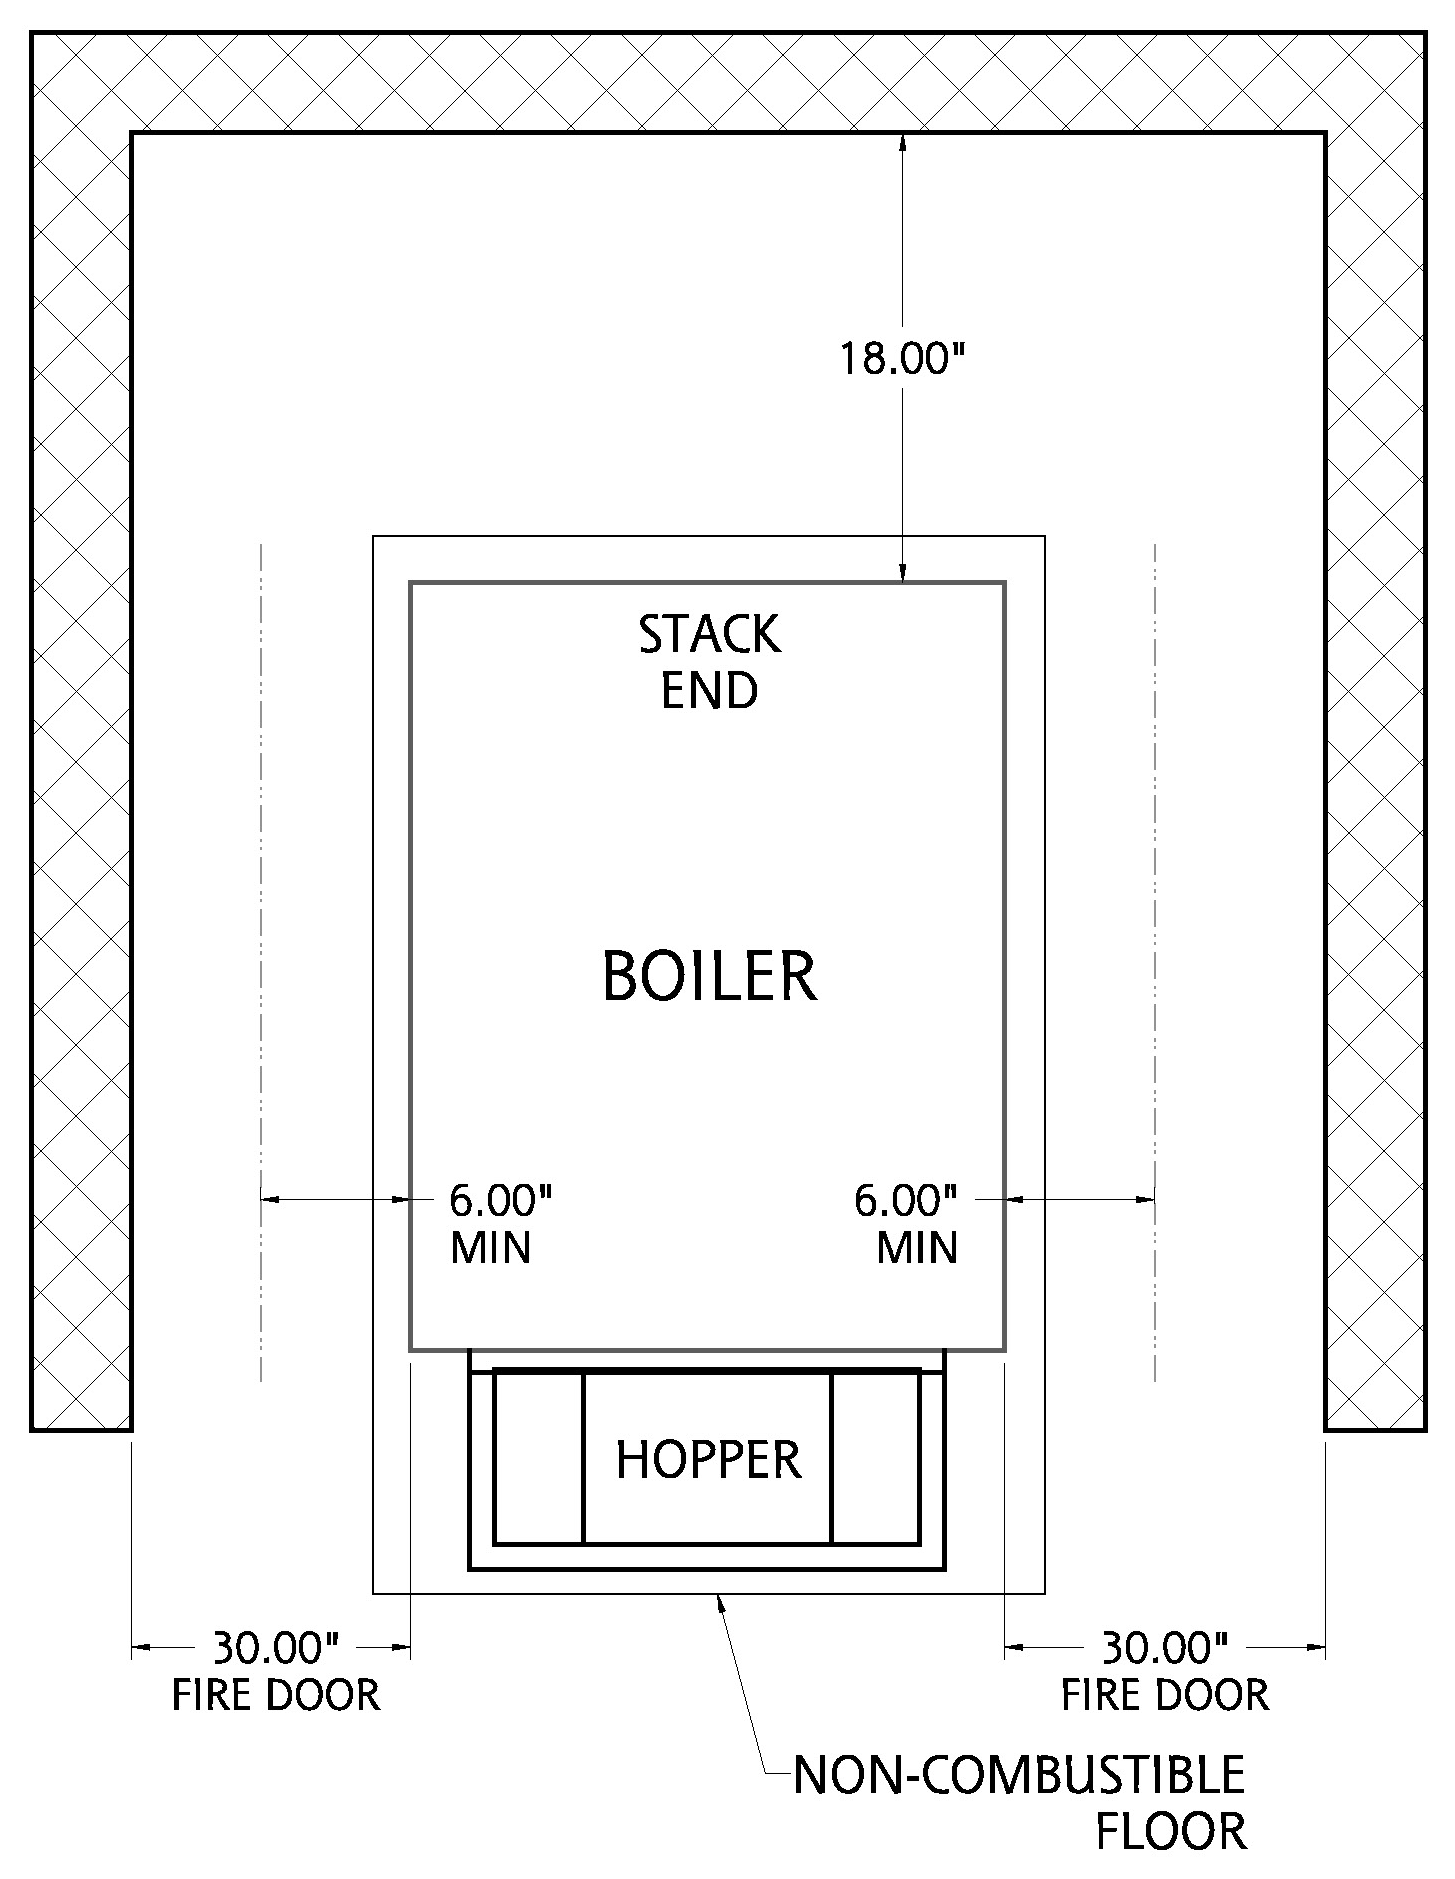 18.00"
STACK
END
BOILER
6.00"
MIN
6.00"
MIN
HOPPER
30.00"
FIRE DOOR
30.00"
FIRE DOOR
NON-COMBUSTIBLE
FLOOR